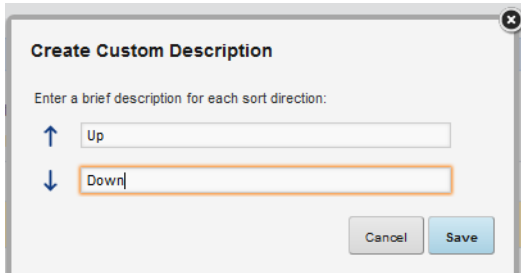 Create Custom Description
Enter a brief description for each sort direction:
Up
Down
Cancel Save